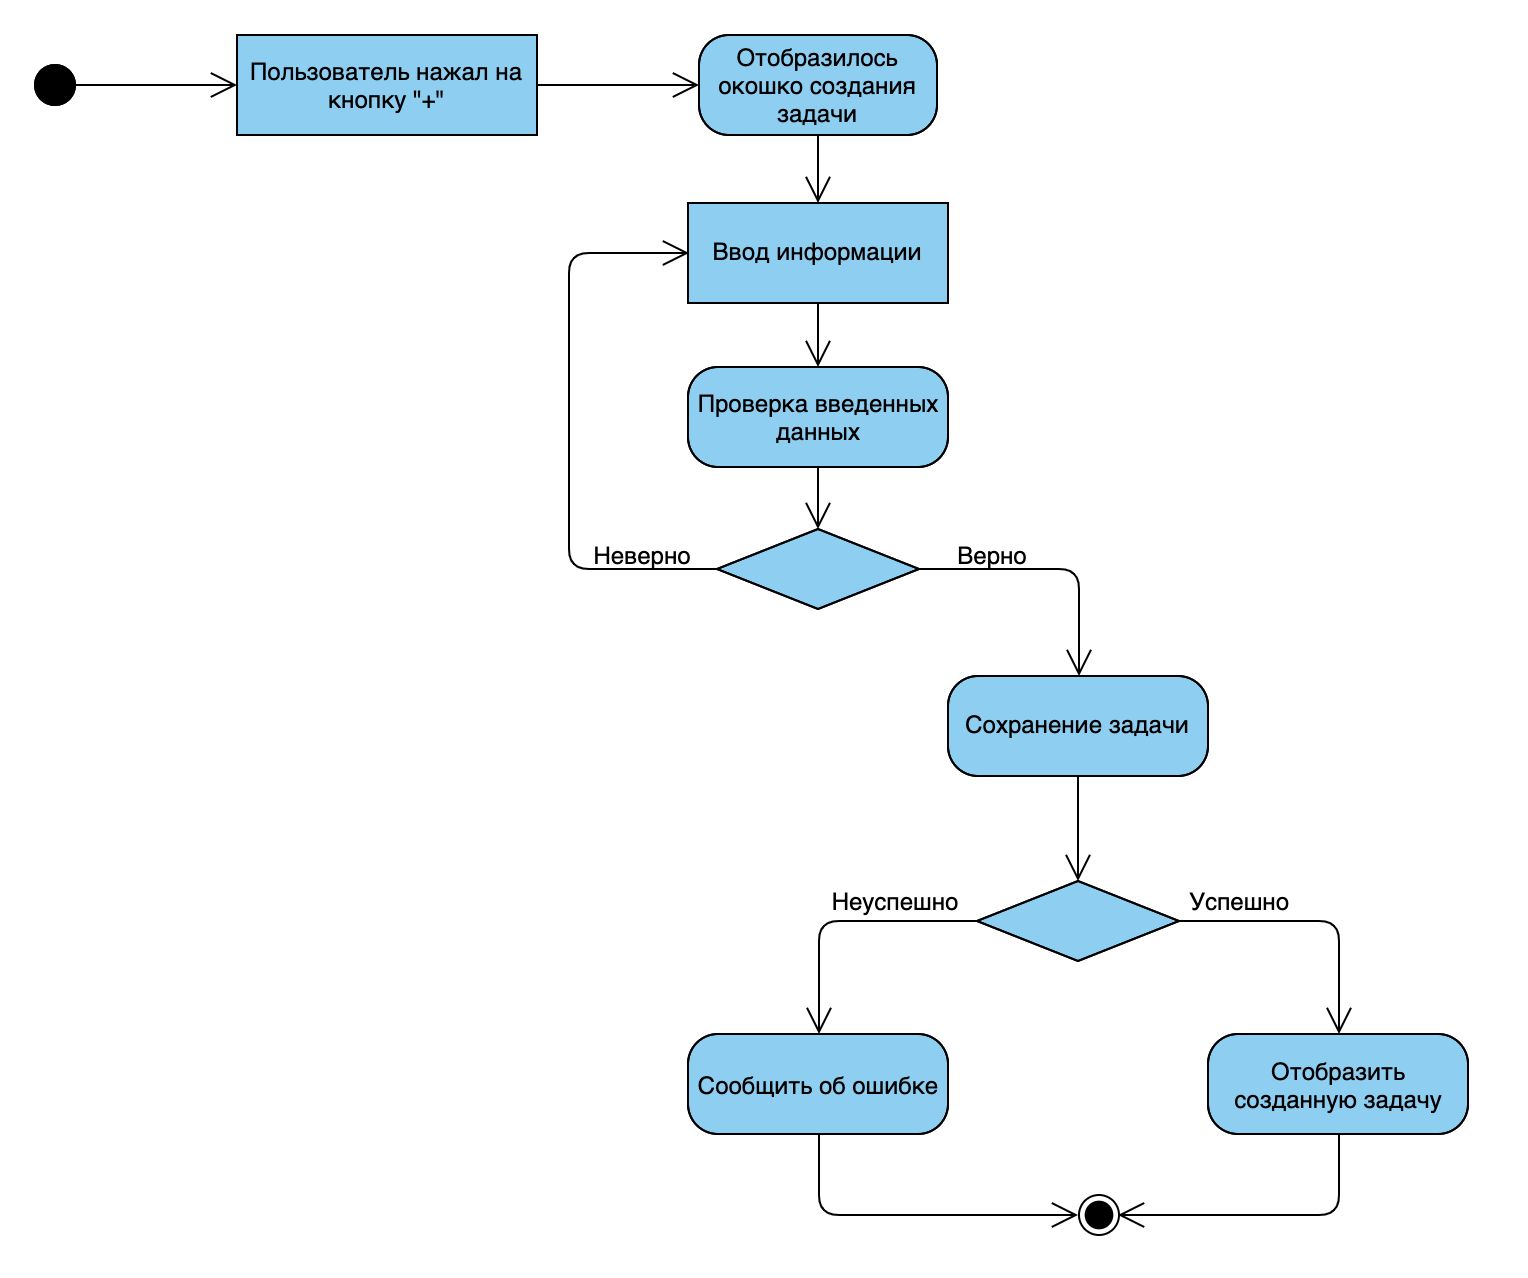 Пользователь нажал на
кнопку "+"
Отобразилось
окошко создания
задачи
Ввод информации
Проверка введенных
данных
Неверно
Верно
Сохранение задачи
Неуспешно
Успешно
Сообщить об ошибке
Отобразить
созданную задачу